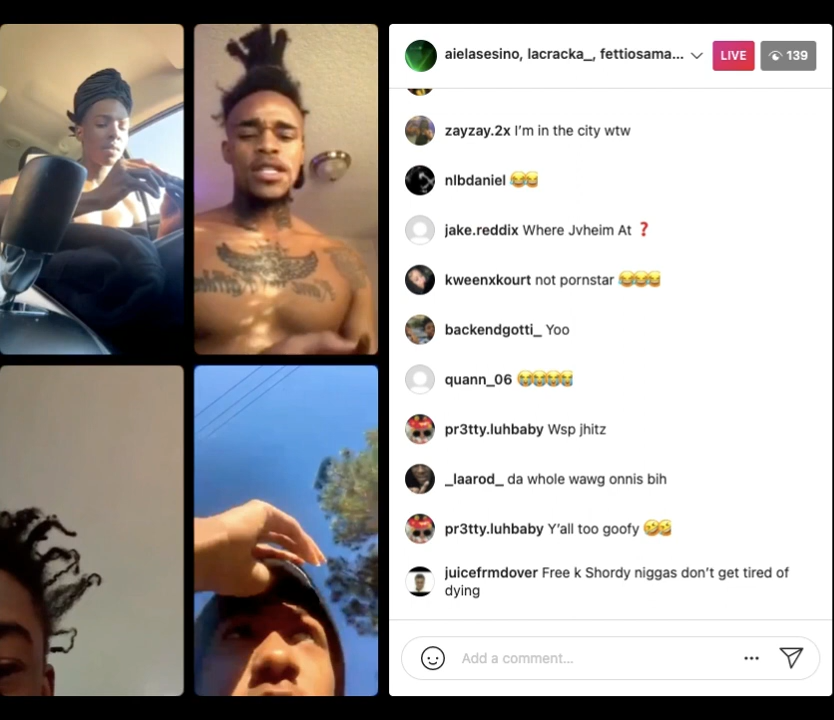 aielasesino, lacracka_, fettiosama...
LIVE
139
zayzay.2x I'm in the city wtw
nlbdaniel 😂😂
jake.reddix Where Jvheim At ❓
kweenxkourt not pornstar 😂😂😂
backendgotti_ Yoo
quann_06 😭😭😭😭
pr3tty.luhbaby Wsp jhitz
_laarod_ da whole wawg onnis bih
pr3tty.luhbaby Y'all too goofy 🤣🤣
juicefrmdover Free k Shordy niggas don't get tired of
dying
Add a comment...